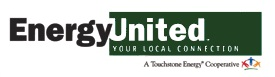 EnergyUnited
YOUR LOCAL CONNECTION
A Touchstone Energy® Cooperative